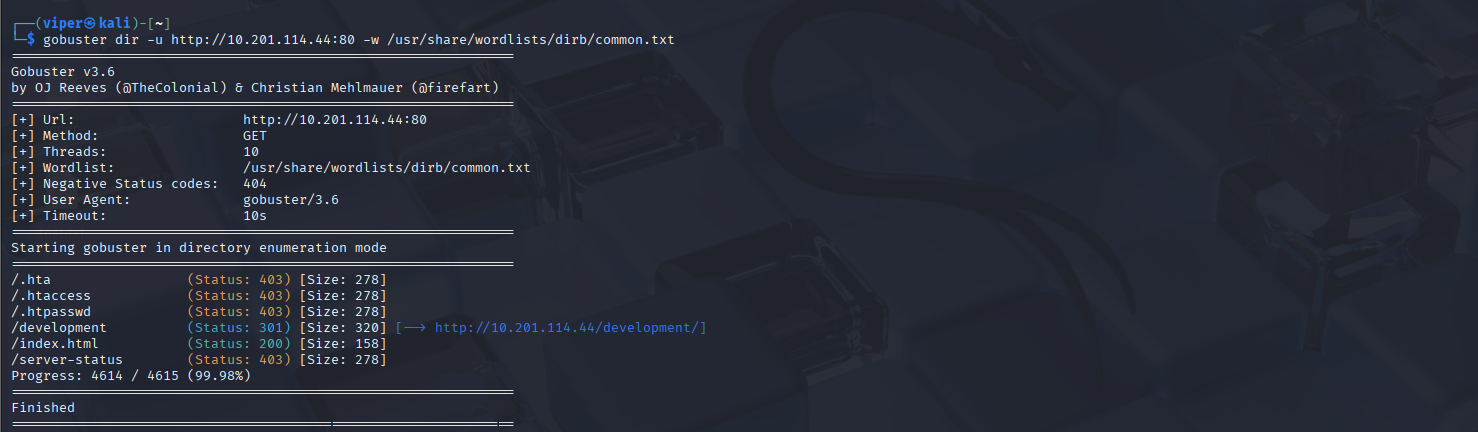 ┌──(viper㉿kali)-[~]
└─$ gobuster dir -u http://10.201.114.44:80 -w /usr/share/wordlists/dirb/common.txt
===============================================================
Gobuster v3.6
by OJ Reeves (@TheColonial) & Christian Mehlmauer (@firefart)
===============================================================
[+] Url:                     http://10.201.114.44:80
[+] Method:                  GET
[+] Threads:                 10
[+] Wordlist:                /usr/share/wordlists/dirb/common.txt
[+] Negative Status codes:   404
[+] User Agent:              gobuster/3.6
[+] Timeout:                 10s
===============================================================
Starting gobuster in directory enumeration mode
===============================================================
/.hta                 (Status: 403) [Size: 278]
/.htaccess            (Status: 403) [Size: 278]
/.htpasswd            (Status: 403) [Size: 278]
/development          (Status: 301) [Size: 320] [--> http://10.201.114.44/development/]
/index.html           (Status: 200) [Size: 158]
/server-status        (Status: 403) [Size: 278]
Progress: 4614 / 4615 (99.98%)
===============================================================
Finished
===============================================================